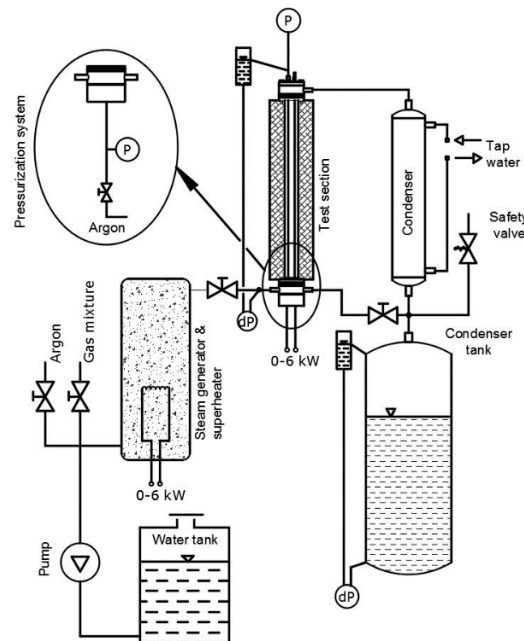 P
Pressurization system
P
Argon
Test section
Condenser
Tap
water
Safety
valve
dP
0-6 kW
Condenser
tank
Argon
Gas mixture
Steam generator &
superheater
0-6 kW
Pump
Water tank
dP